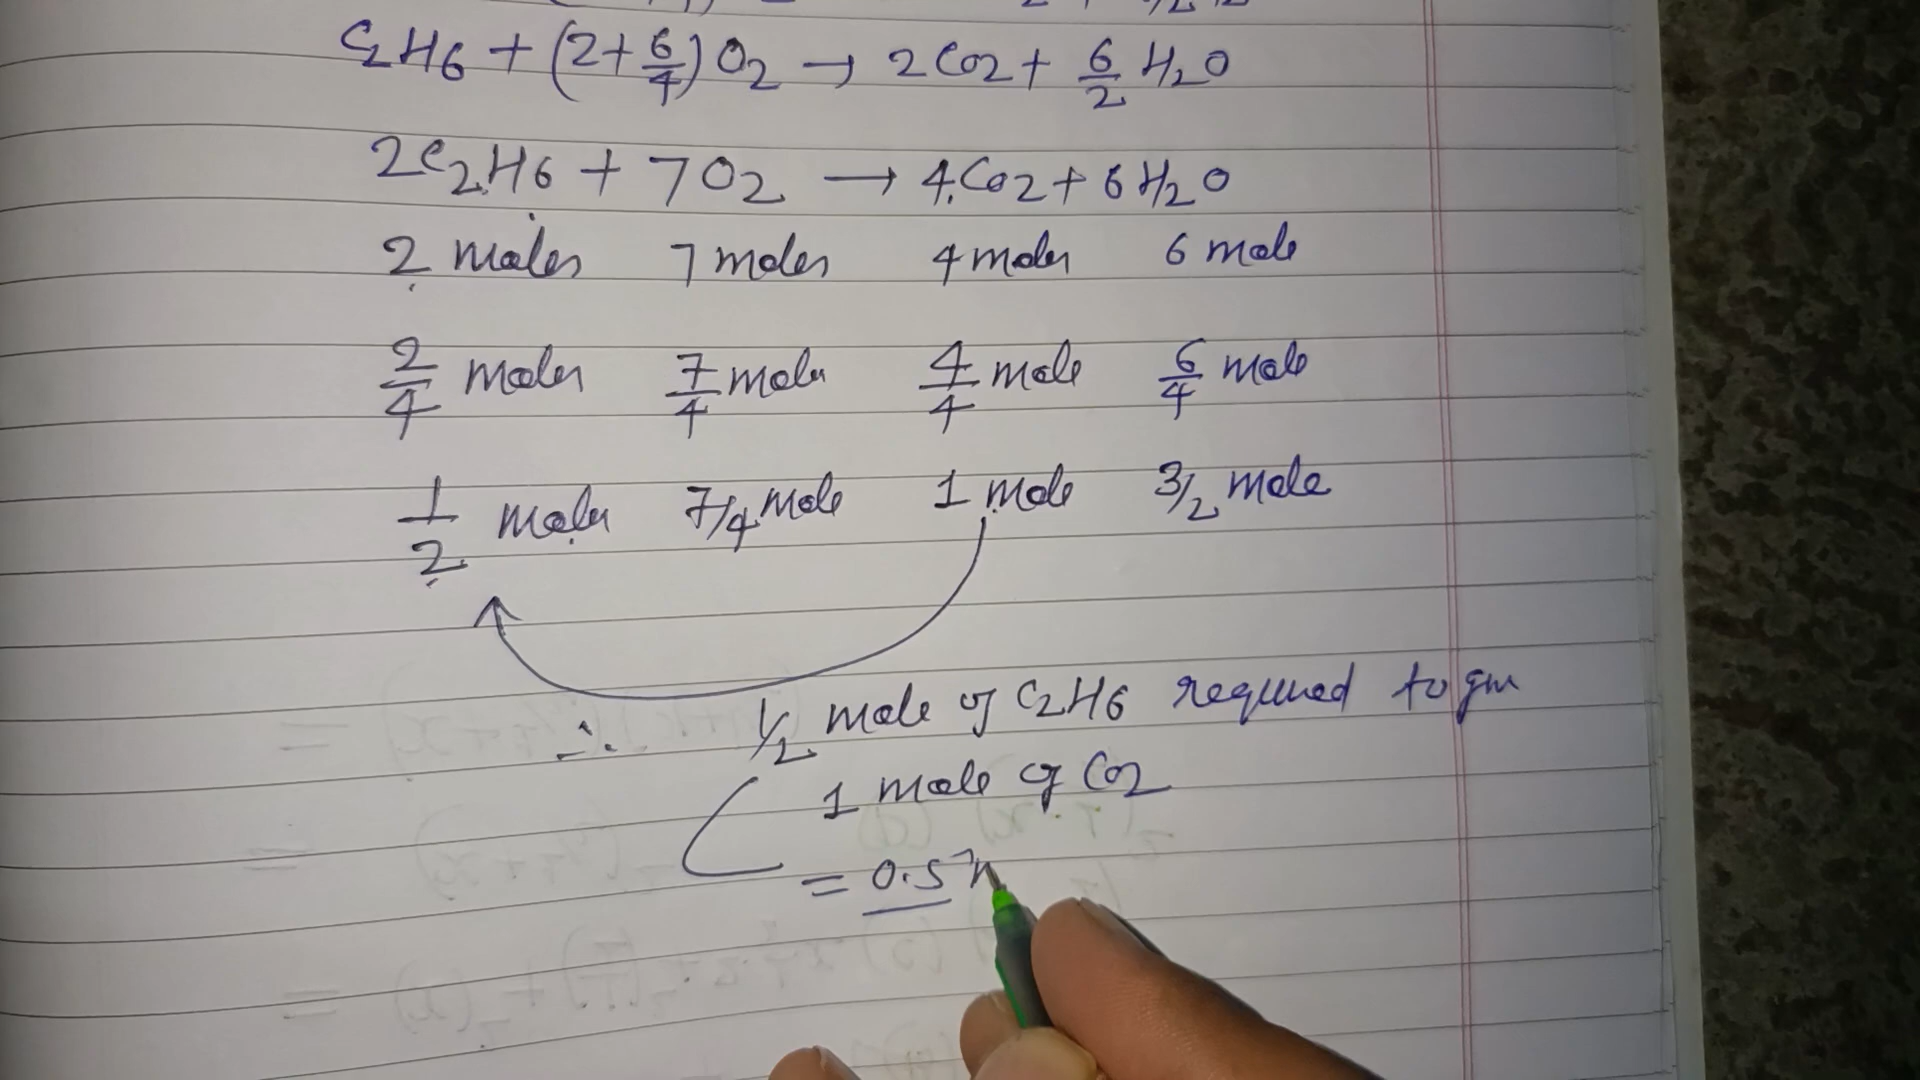 C2H6 + (2+6/4) O2 → 2CO2 + 6/2 H2O
2C2H6 + 7O2 → 4CO2 + 6H2O
2 moles 7 moles 4 moles 6 mole
2/4 moles 7/4 moles 4/4 mole 6/4 mole
1/2 moles 7/4 mole 1 mole 3/2 mole
∴ 1/2 mole of C2H6 required to
1 mole of CO2
= 0.5 m